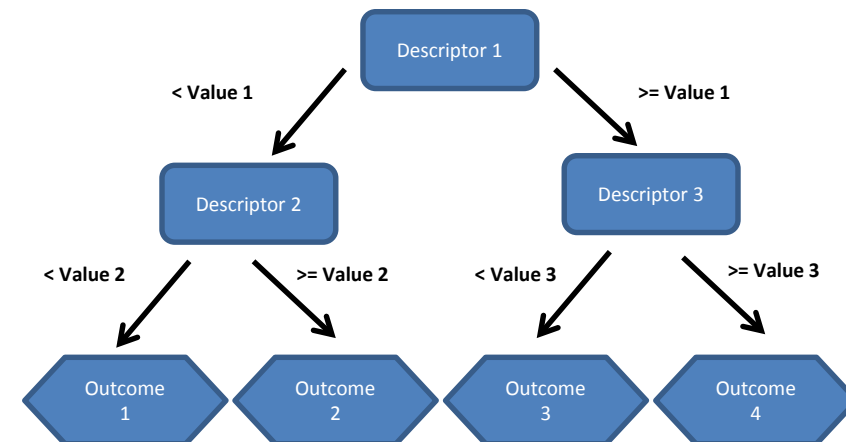 Descriptor 1
< Value 1
>= Value 1
Descriptor 2
Descriptor 3
< Value 2
>= Value 2
< Value 3
>= Value 3
Outcome
1
Outcome
2
Outcome
3
Outcome
4